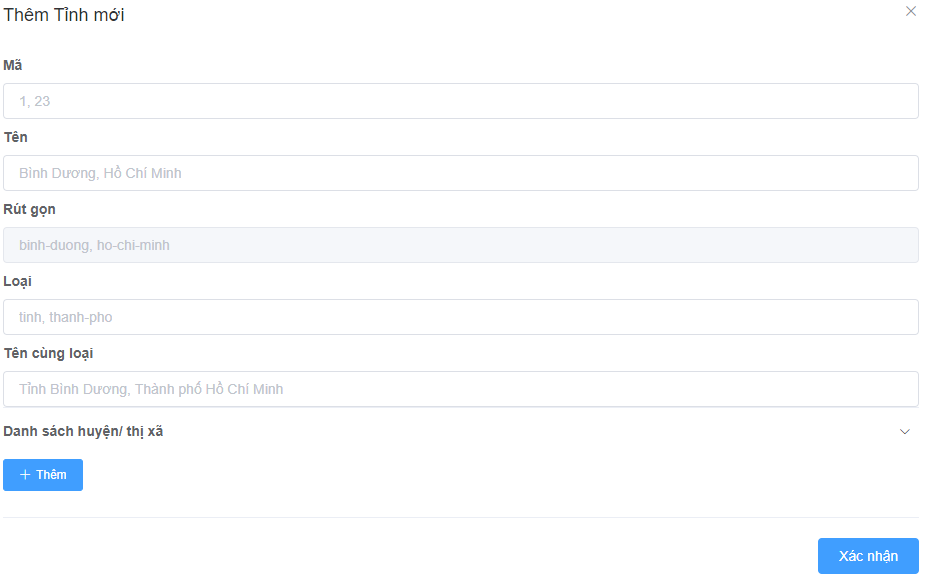 Thêm Tỉnh mới
Mã
1, 23
Tên
Bình Dương, Hồ Chí Minh
Rút gọn
binh-duong, ho-chi-minh
Loại
tinh, thanh-pho
Tên cùng loại
Tỉnh Bình Dương, Thành phố Hồ Chí Minh
Danh sách huyện/ thị xã
Thêm
Xác nhận